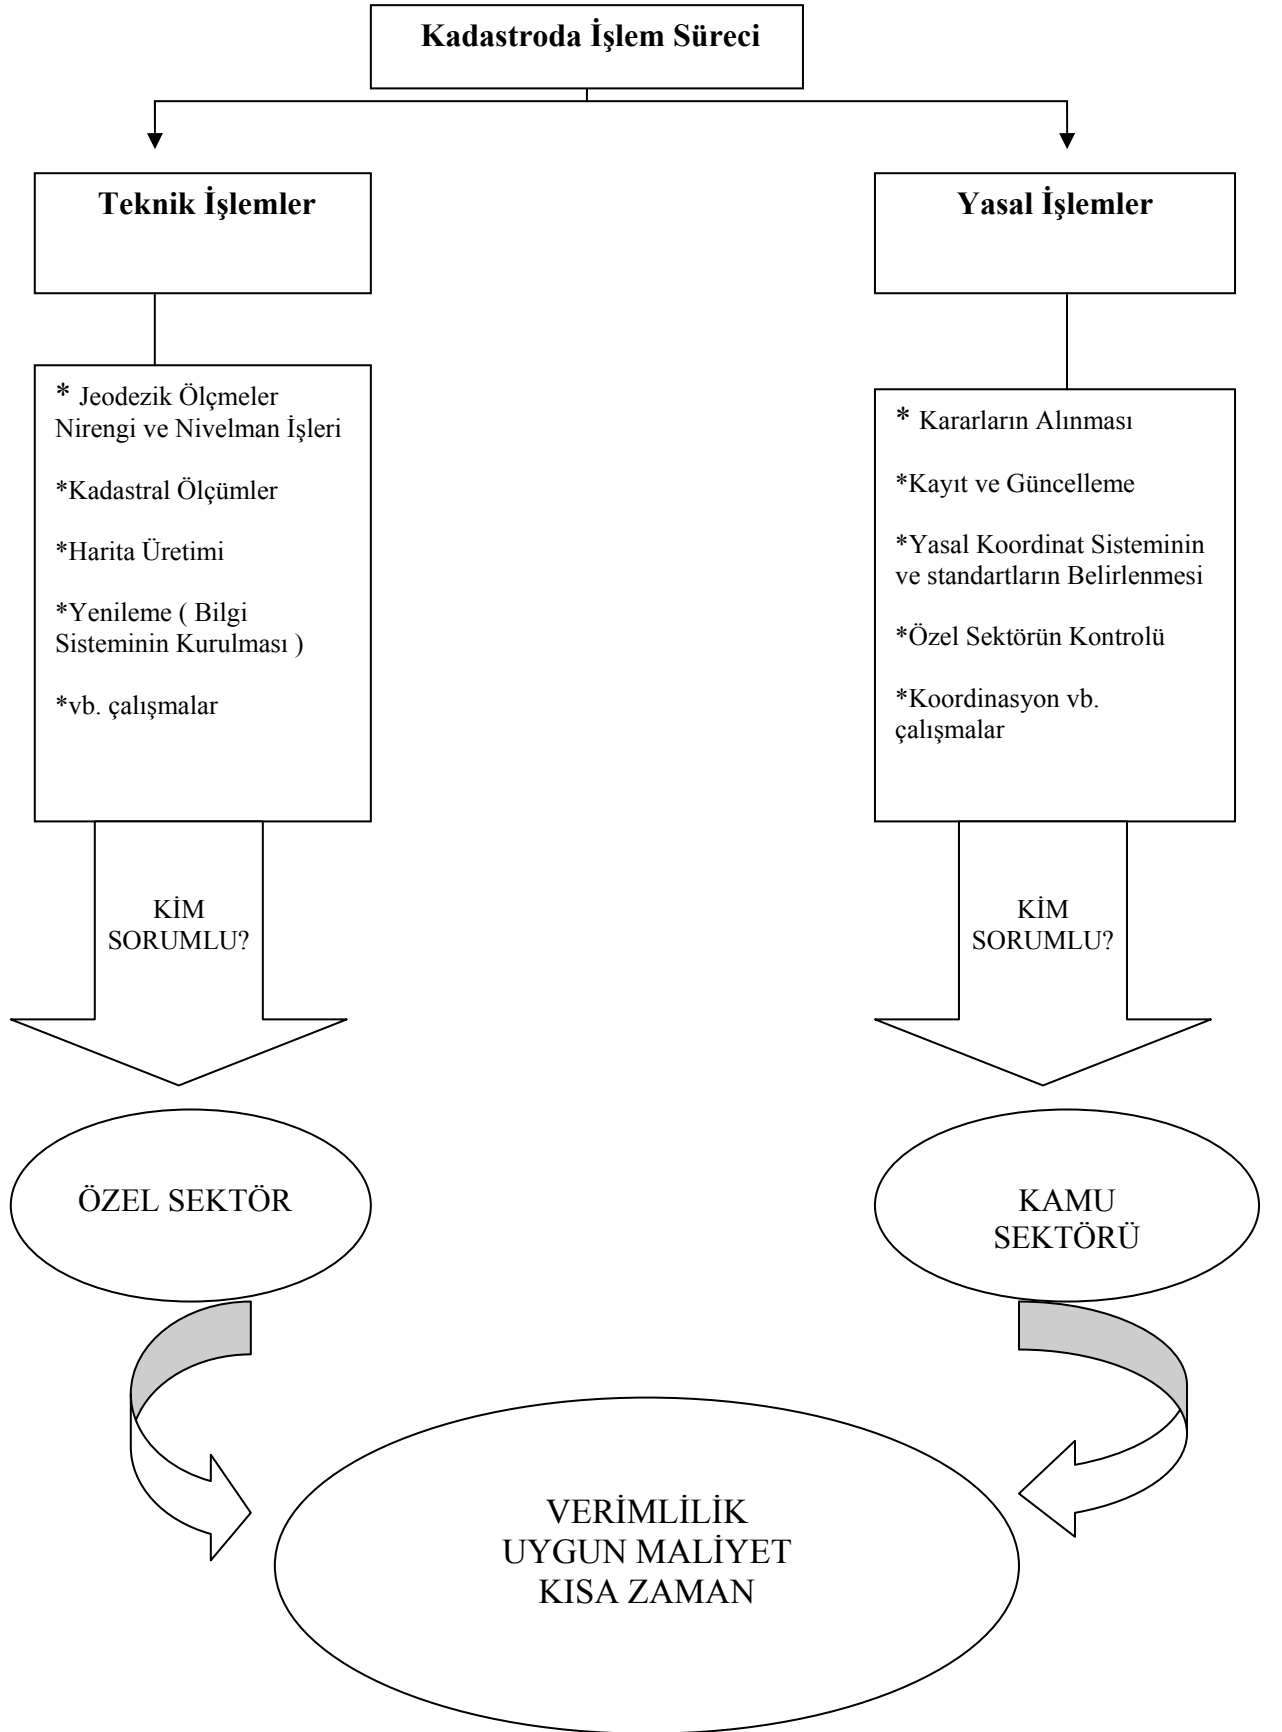 Kadastroda İşlem Süreci
Teknik İşlemler
* Jeodezik Ölçmeler
Nirengi ve Nivelman İşleri
*Kadastral Ölçümler
*Harita Üretimi
*Yenileme ( Bilgi
Sisteminin Kurulması )
*vb. çalışmalar
KİM
SORUMLU?
ÖZEL SEKTÖR
Yasal İşlemler
* Kararların Alınması
*Kayıt ve Güncelleme
*Yasal Koordinat Sisteminin
ve standartların Belirlenmesi
*Özel Sektörün Kontrolü
*Koordinasyon vb.
çalışmalar
KİM
SORUMLU?
KAMU
SEKTÖRÜ
VERİMLİLİK
UYGUN MALİYET
KISA ZAMAN